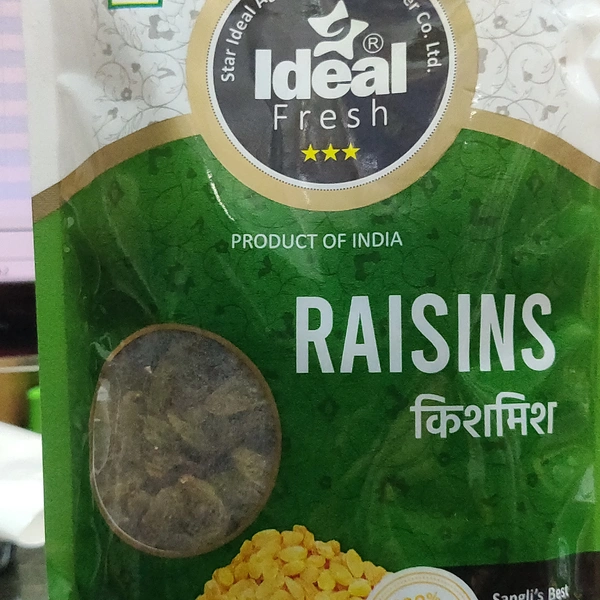 Star Ideal
Co. Ltd.
Ideal®
Fresh
PRODUCT OF INDIA
RAISINS
किशमिश
Sangli's Best